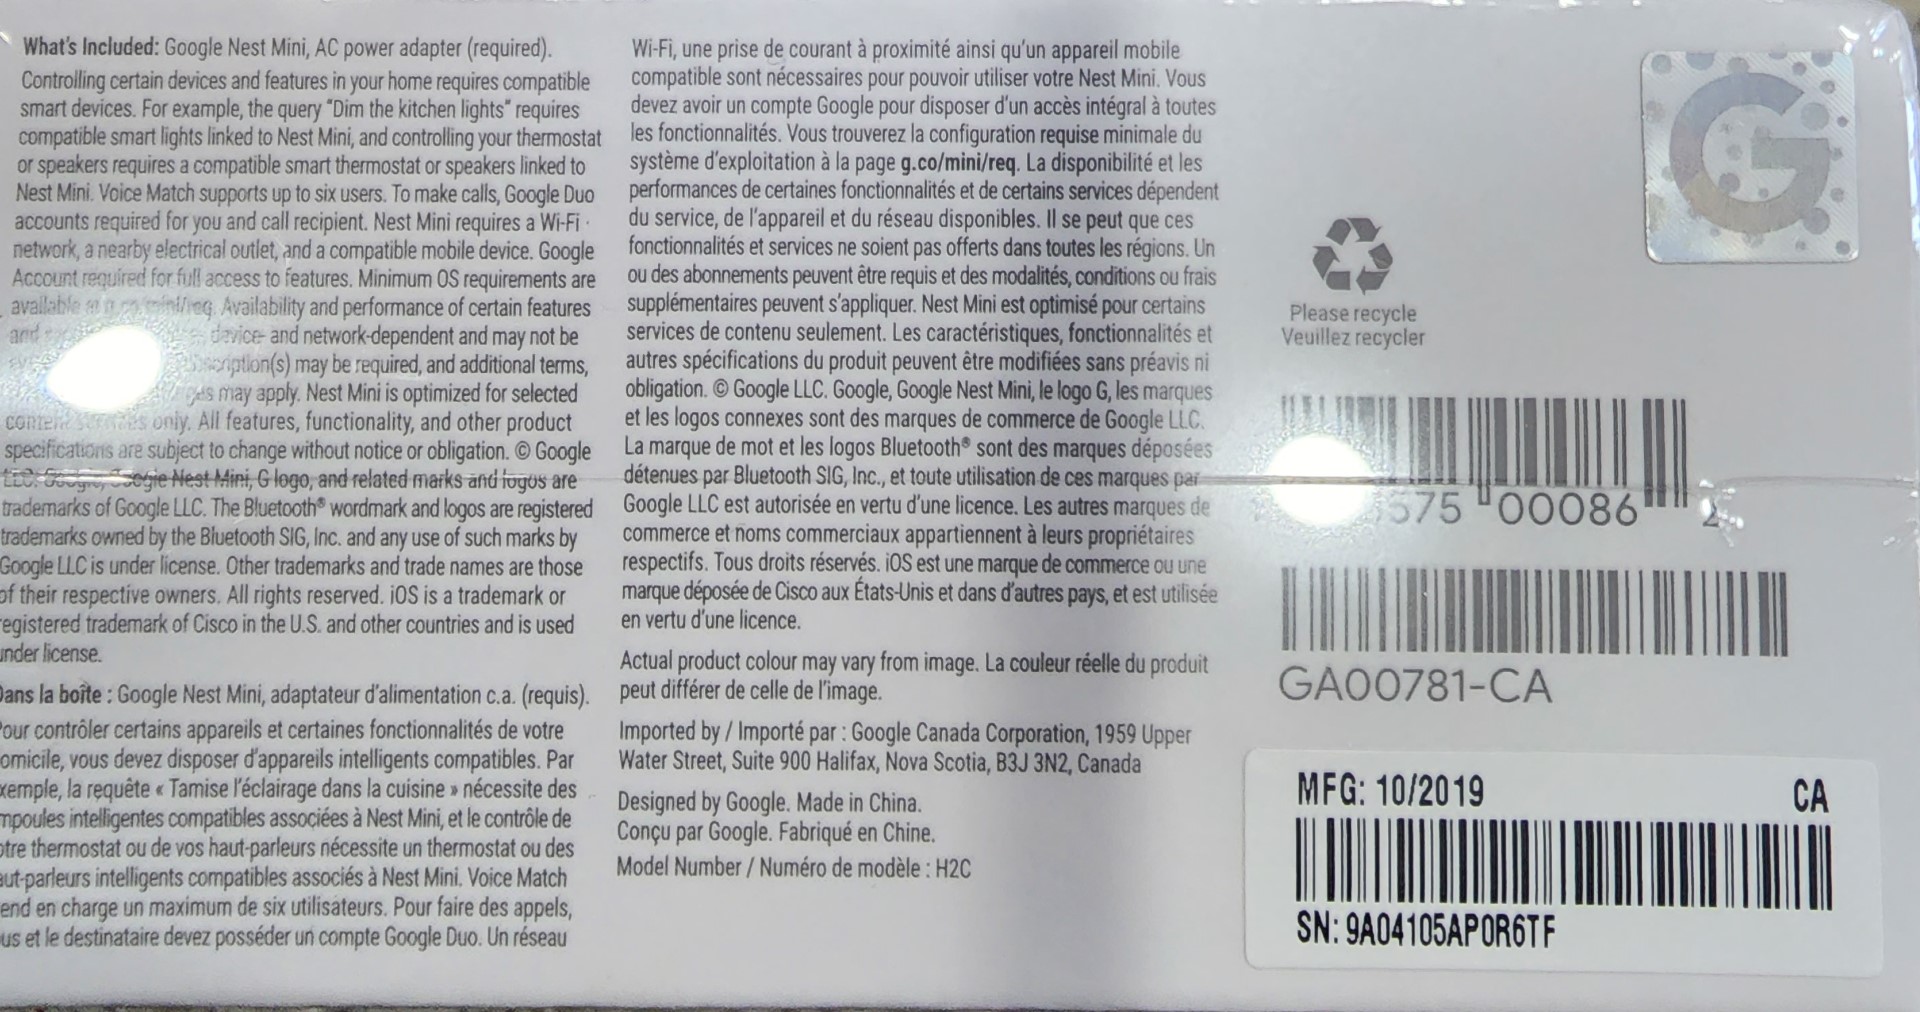 What's Included: Google Nest Mini, AC power adapter (required).
Controlling certain devices and features in your home requires compatible
smart devices. For example, the query "Dim the kitchen lights" requires
compatible smart lights linked to Nest Mini, and controlling your thermostat
or speakers requires a compatible smart thermostat or speakers linked to
Nest Mini. Voice Match supports up to six users. To make calls, Google Duo
accounts required for you and call recipient. Nest Mini requires a Wi-Fi
network, a nearby electrical outlet, and a compatible mobile device. Google
Account required for full access to features. Minimum OS requirements are
available Availability and performance of certain features
and device- and network-dependent and may not be
may be required, and additional terms,
may apply. Nest Mini is optimized for selected
only. All features, functionality, and other product
specifications are subject to change without notice or obligation. © Google
LLC. Google, Google Nest Mini, G logo, and related marks and logos are
trademarks of Google LLC. The Bluetooth® wordmark and logos are registered
trademarks owned by the Bluetooth SIG, Inc. and any use of such marks by
Google LLC is under license. Other trademarks and trade names are those
of their respective owners. All rights reserved. iOS is a trademark or
registered trademark of Cisco in the U.S. and other countries and is used
under license.
Dans la boîte : Google Nest Mini, adaptateur d'alimentation c.a. (requis).
Pour contrôler certains appareils et certaines fonctionnalités de votre
omicile, vous devez disposer d'appareils intelligents compatibles. Par
xemple, la requête « Tamise l'éclairage dans la cuisine » nécessite des
mpoules intelligentes compatibles associées à Nest Mini, et le contrôle de
otre thermostat ou de vos haut-parleurs nécessite un thermostat ou des
aut-parleurs intelligents compatibles associés à Nest Mini. Voice Match
end en charge un maximum de six utilisateurs. Pour faire des appels,
us et le destinataire devez posséder un compte Google Duo. Un réseau
Wi-Fi, une prise de courant à proximité ainsi qu'un appareil mobile
compatible sont nécessaires pour pouvoir utiliser votre Nest Mini. Vous
devez avoir un compte Google pour disposer d'un accès intégral à toutes
les fonctionnalités. Vous trouverez la configuration requise minimale du
système d'exploitation à la page g.co/mini/req. La disponibilité et les
performances de certaines fonctionnalités et de certains services dépendent
du service, de l'appareil et du réseau disponibles. Il se peut que ces
fonctionnalités et services ne soient pas offerts dans toutes les régions. Un
ou des abonnements peuvent être requis et des modalités, conditions ou frais
supplémentaires peuvent s'appliquer. Nest Mini est optimisé pour certains
services de contenu seulement. Les caractéristiques, fonctionnalités et
autres spécifications du produit peuvent être modifiées sans préavis ni
obligation. © Google LLC. Google, Google Nest Mini, le logo G, les marques
et les logos connexes sont des marques de commerce de Google LLC.
La marque de mot et les logos Bluetooth® sont des marques déposées
détenues par Bluetooth SIG, Inc., et toute utilisation de ces marques par
Google LLC est autorisée en vertu d'une licence. Les autres marques de
commerce et noms commerciaux appartiennent à leurs propriétaires
respectifs. Tous droits réservés. iOS est une marque de commerce ou une
marque déposée de Cisco aux États-Unis et dans d'autres pays, et est utilisée
en vertu d'une licence.
Actual product colour may vary from image. La couleur réelle du produit
peut différer de celle de l'image.
Imported by / Importé par : Google Canada Corporation, 1959 Upper
Water Street, Suite 900 Halifax, Nova Scotia, B3J 3N2, Canada
Designed by Google. Made in China.
Conçu par Google. Fabriqué en Chine.
Model Number / Numéro de modèle : H2C
G
Please recycle
Veuillez recycler
00086
GA00781-CA
MFG: 10/2019 CA
SN: 9A04105AP0R6TF